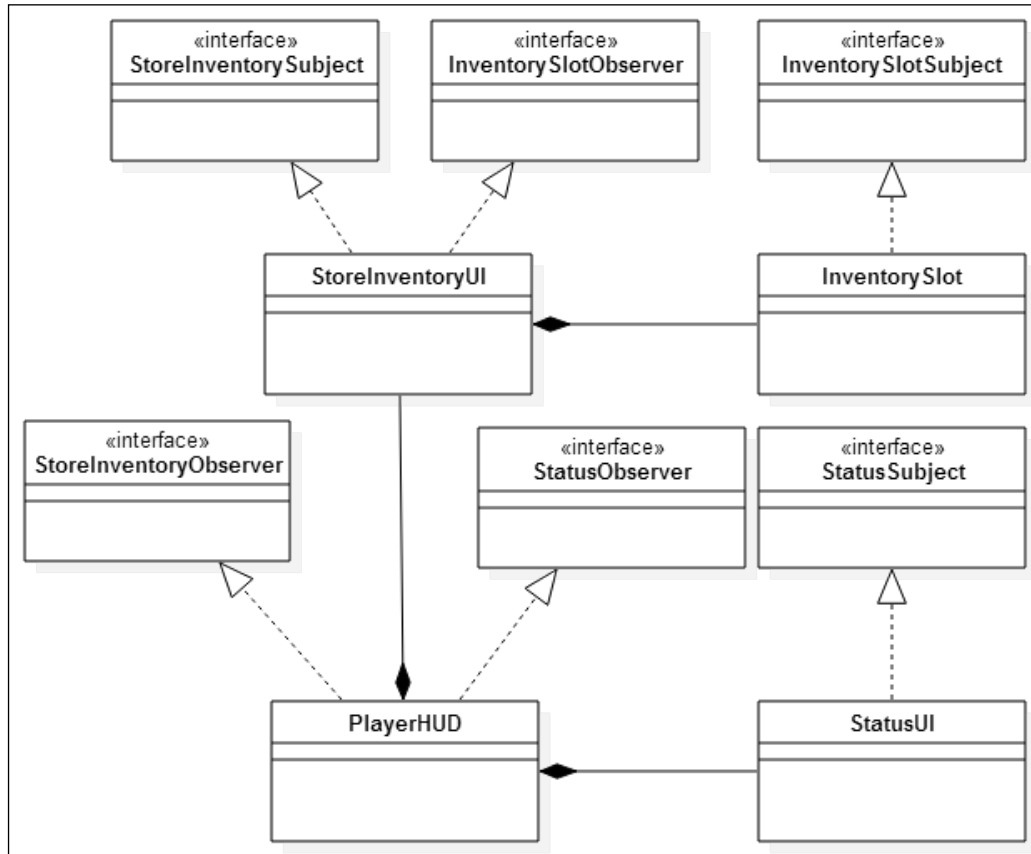 «interface»
StoreInventorySubject
«interface»
InventorySlotObserver
«interface»
InventorySlotSubject
StoreInventoryUI
InventorySlot
«interface»
StoreInventoryObserver
«interface»
StatusObserver
«interface»
StatusSubject
PlayerHUD
StatusUI